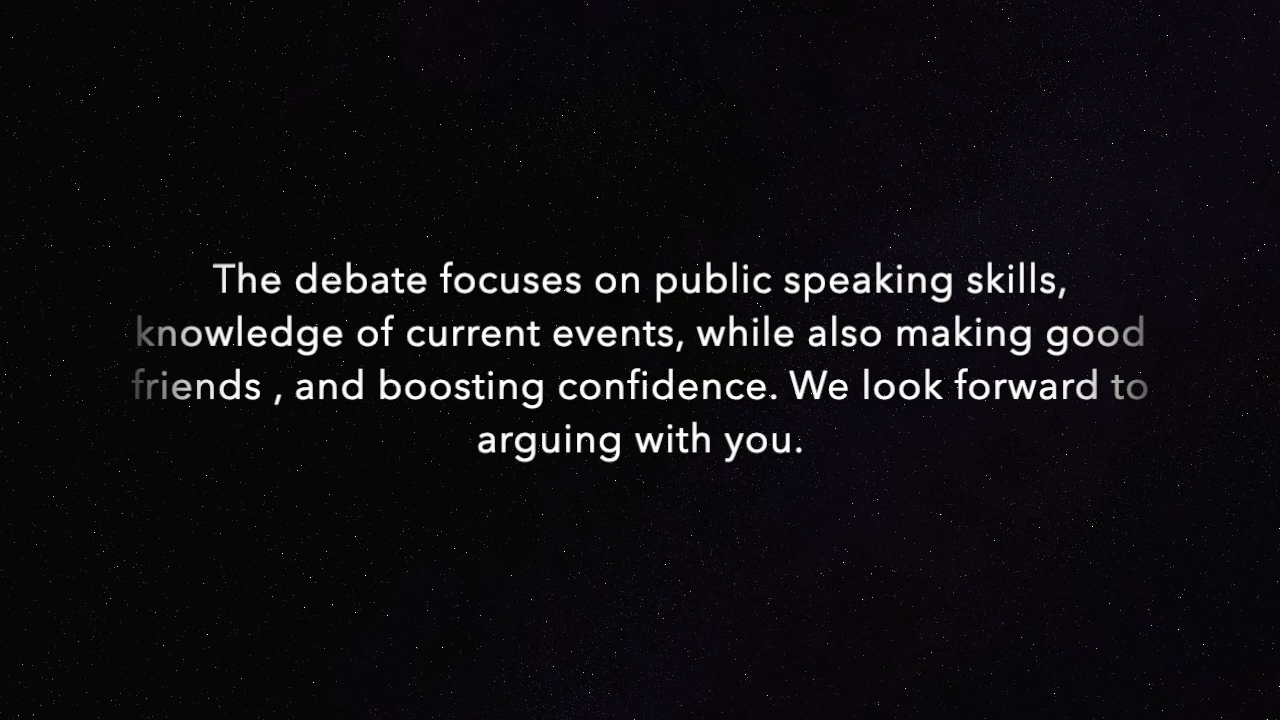 The debate focuses on public speaking skills,
knowledge of current events, while also making good
friends , and boosting confidence. We look forward to
arguing with you.